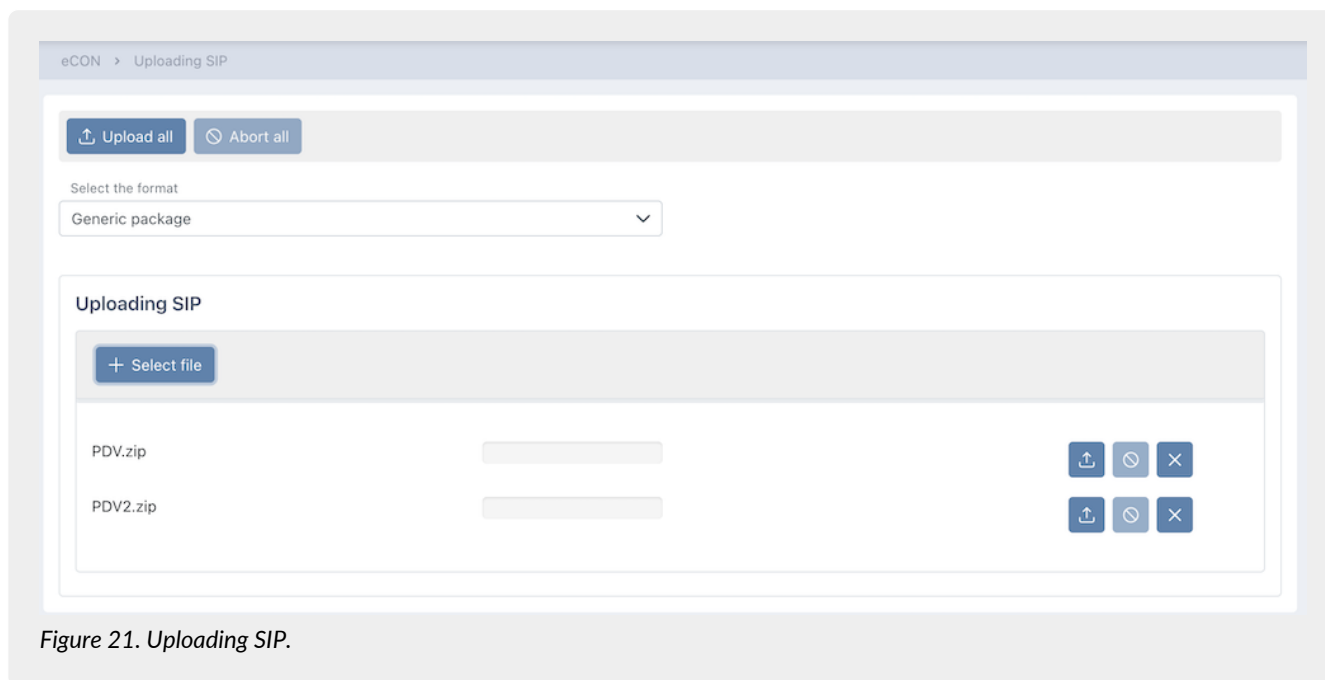 eCON > Uploading SIP
Upload all Abort all
Select the format
Generic package
Uploading SIP
+ Select file
PDV.zip
PDV2.zip
Figure 21. Uploading SIP.